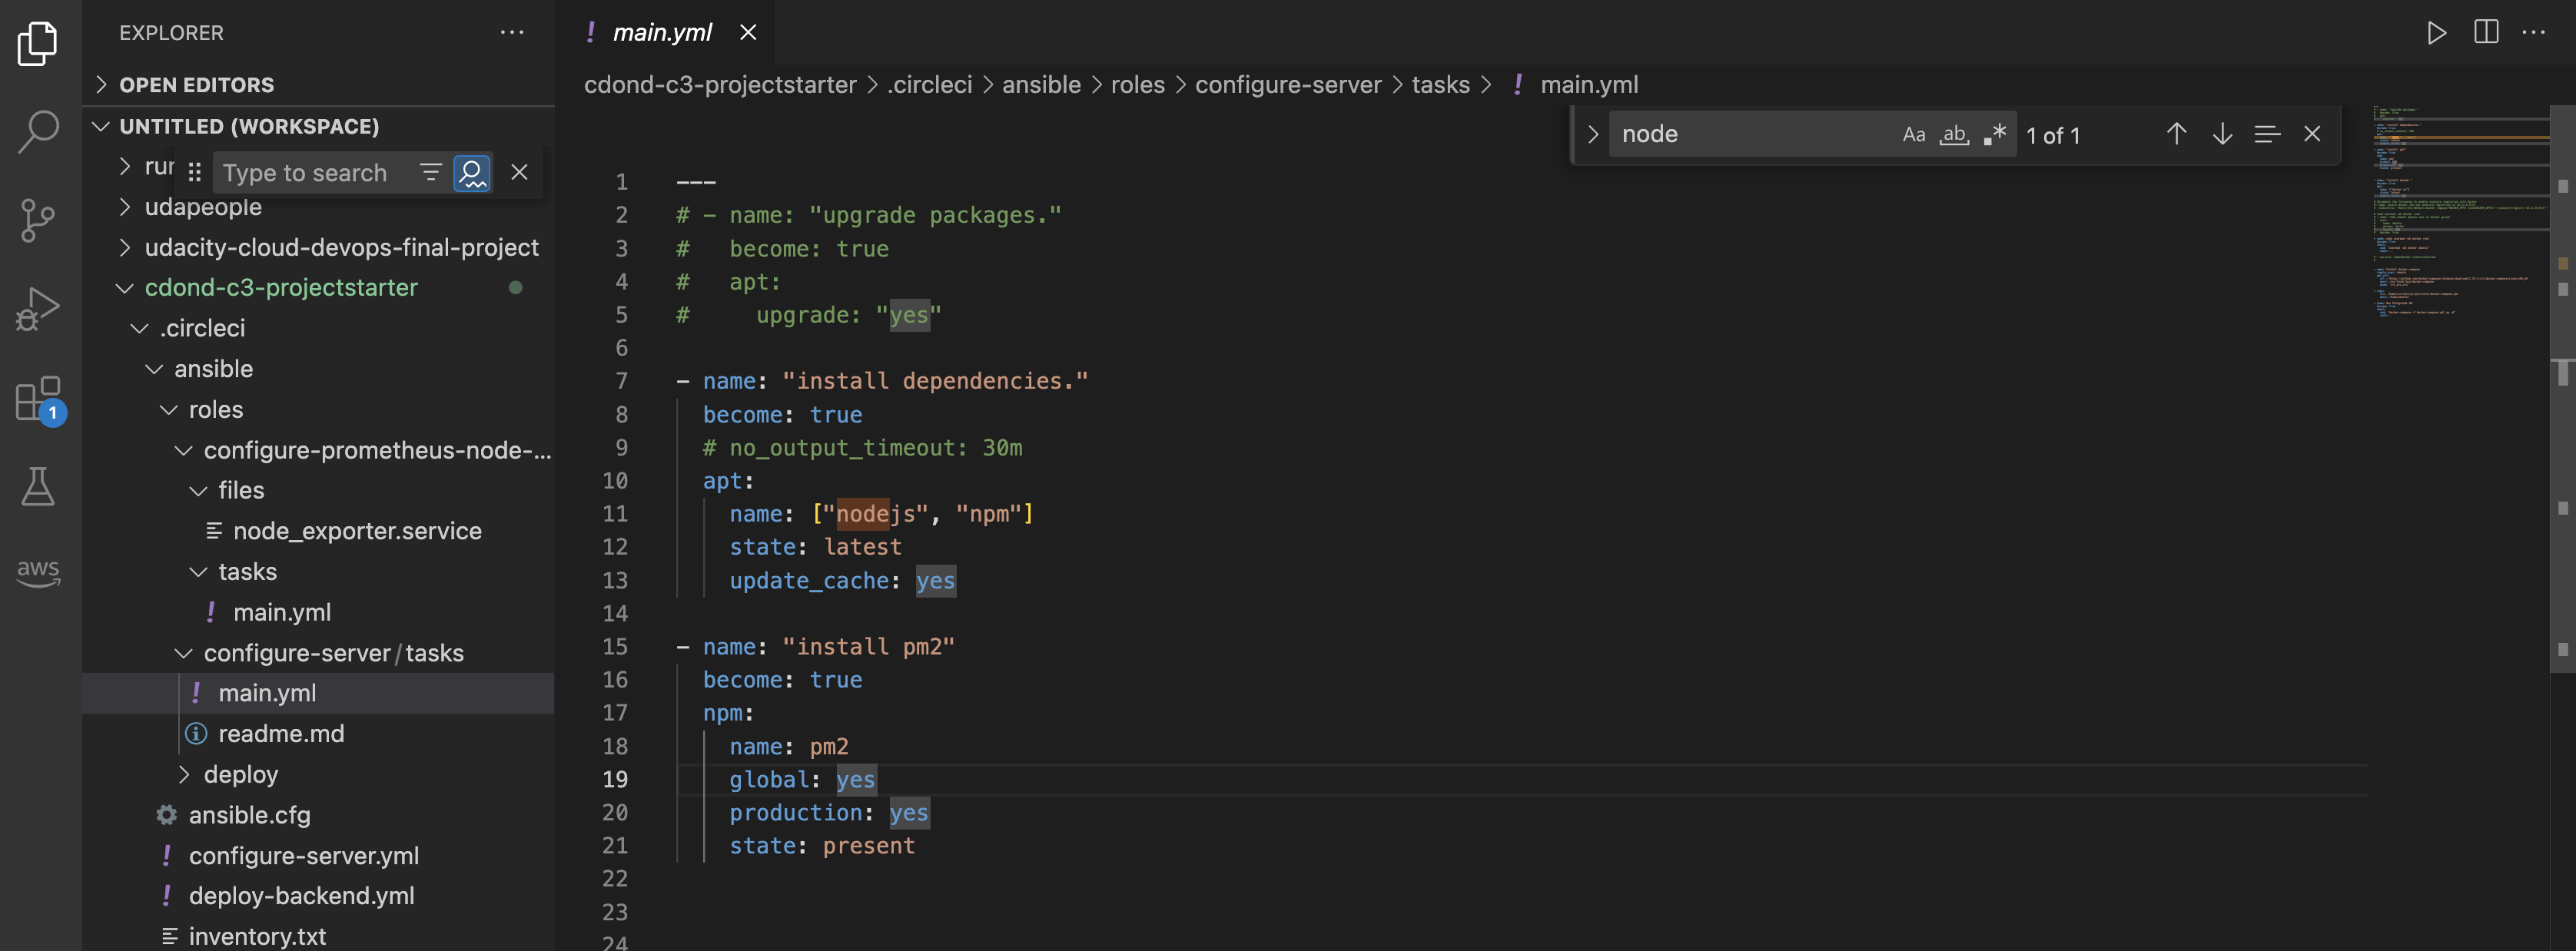 EXPLORER
OPEN EDITORS
UNTITLED (WORKSPACE)
run
Type to search
udapeople
udacity-cloud-devops-final-project
cdond-c3-projectstarter
.circleci
ansible
roles
configure-prometheus-node-...
files
node_exporter.service
tasks
! main.yml
configure-server/tasks
! main.yml
readme.md
deploy
ansible.cfg
! configure-server.yml
! deploy-backend.yml
inventory.txt
1
aws
! main.yml
cdond-c3-projectstarter > .circleci > ansible > roles > configure-server > tasks > ! main.yml
node Aa ab .* 1 of 1
1 ---
2 # - name: "upgrade packages."
3 #   become: true
4 #   apt:
5 #     upgrade: "yes"
6
7 - name: "install dependencies."
8   become: true
9   # no_output_timeout: 30m
10   apt:
11     name: ["nodejs", "npm"]
12     state: latest
13     update_cache: yes
14
15 - name: "install pm2"
16   become: true
17   npm:
18     name: pm2
19     global: yes
20     production: yes
21     state: present
22
23
24